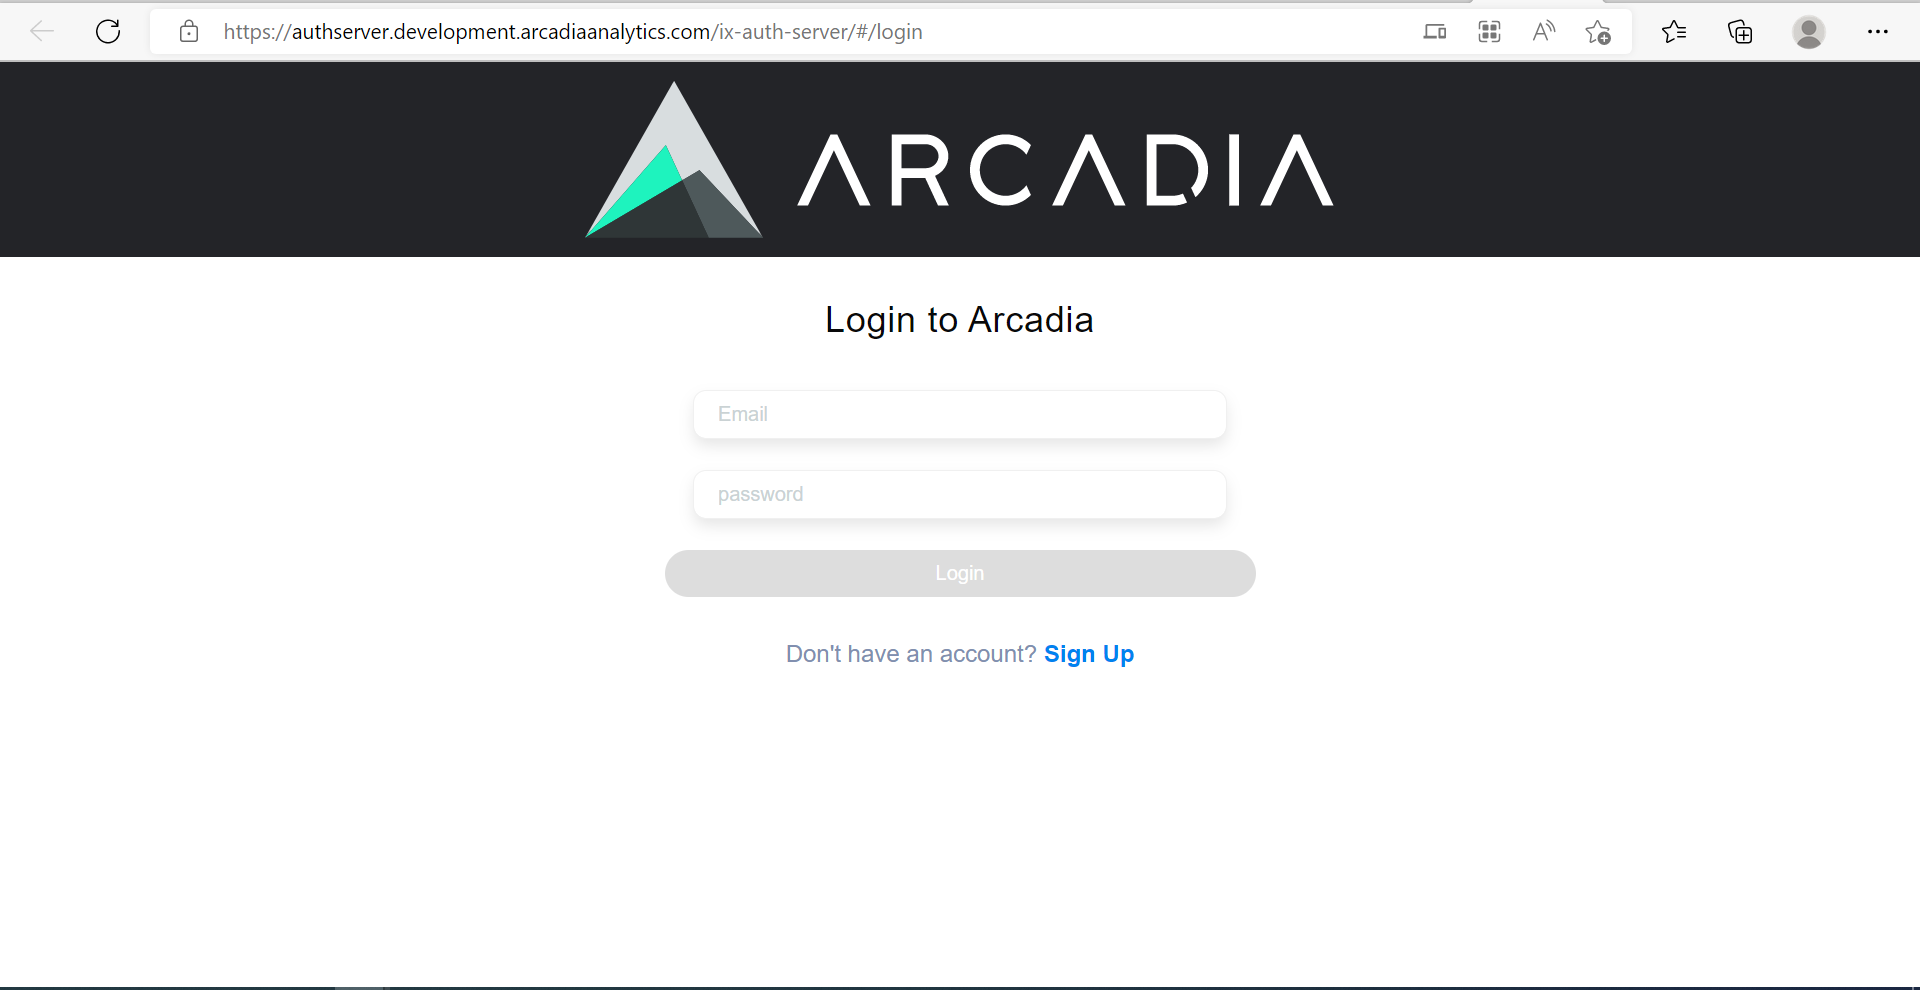 https://authserver.development.arcadiaanalytics.com/ix-auth-server/#/login
ARCADIA
Login to Arcadia
Email
password
Login
Don't have an account? Sign Up